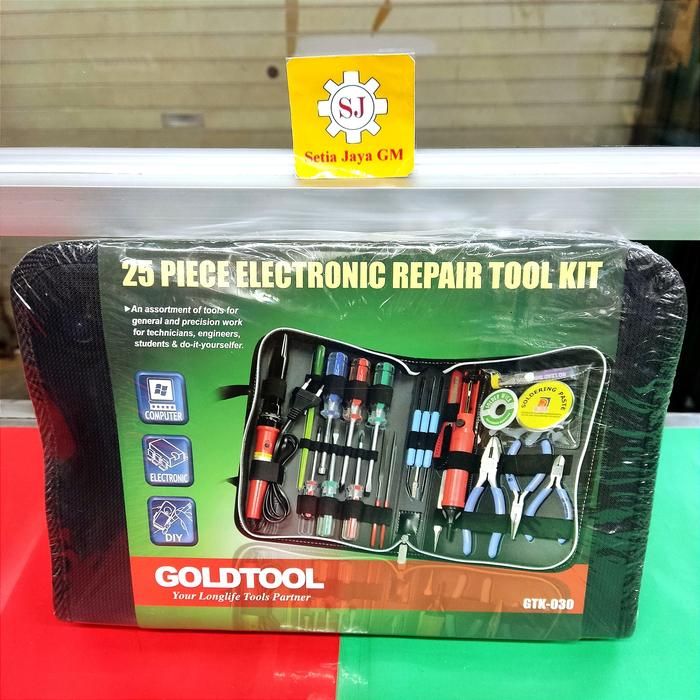 SJ
Setia Jaya GM
25 PIECE ELECTRONIC REPAIR TOOL KIT
An assortment of tools for
general and precision work
for technicians, engineers,
students & do-it-yourselfer.
COMPUTER
ELECTRONIC
DIY
SOLDERING PASTE
GOLDTOOL
Your Longlife Tools Partner
GTK-030